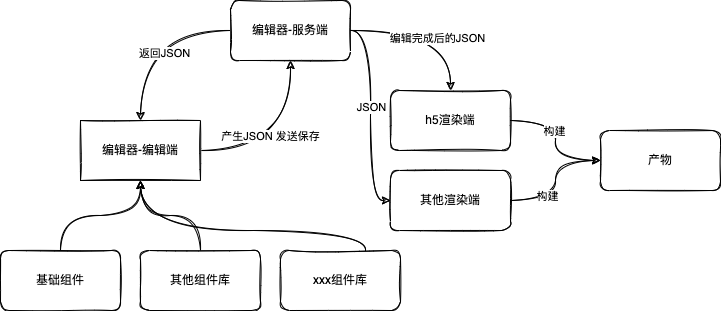 编辑器-服务端
返回JSON
编辑完成后的JSON
JSON
h5渲染端
产生JSON 发送保存
构建
编辑器-编辑端
产物
其他渲染端
构建
基础组件
其他组件库
xxx组件库